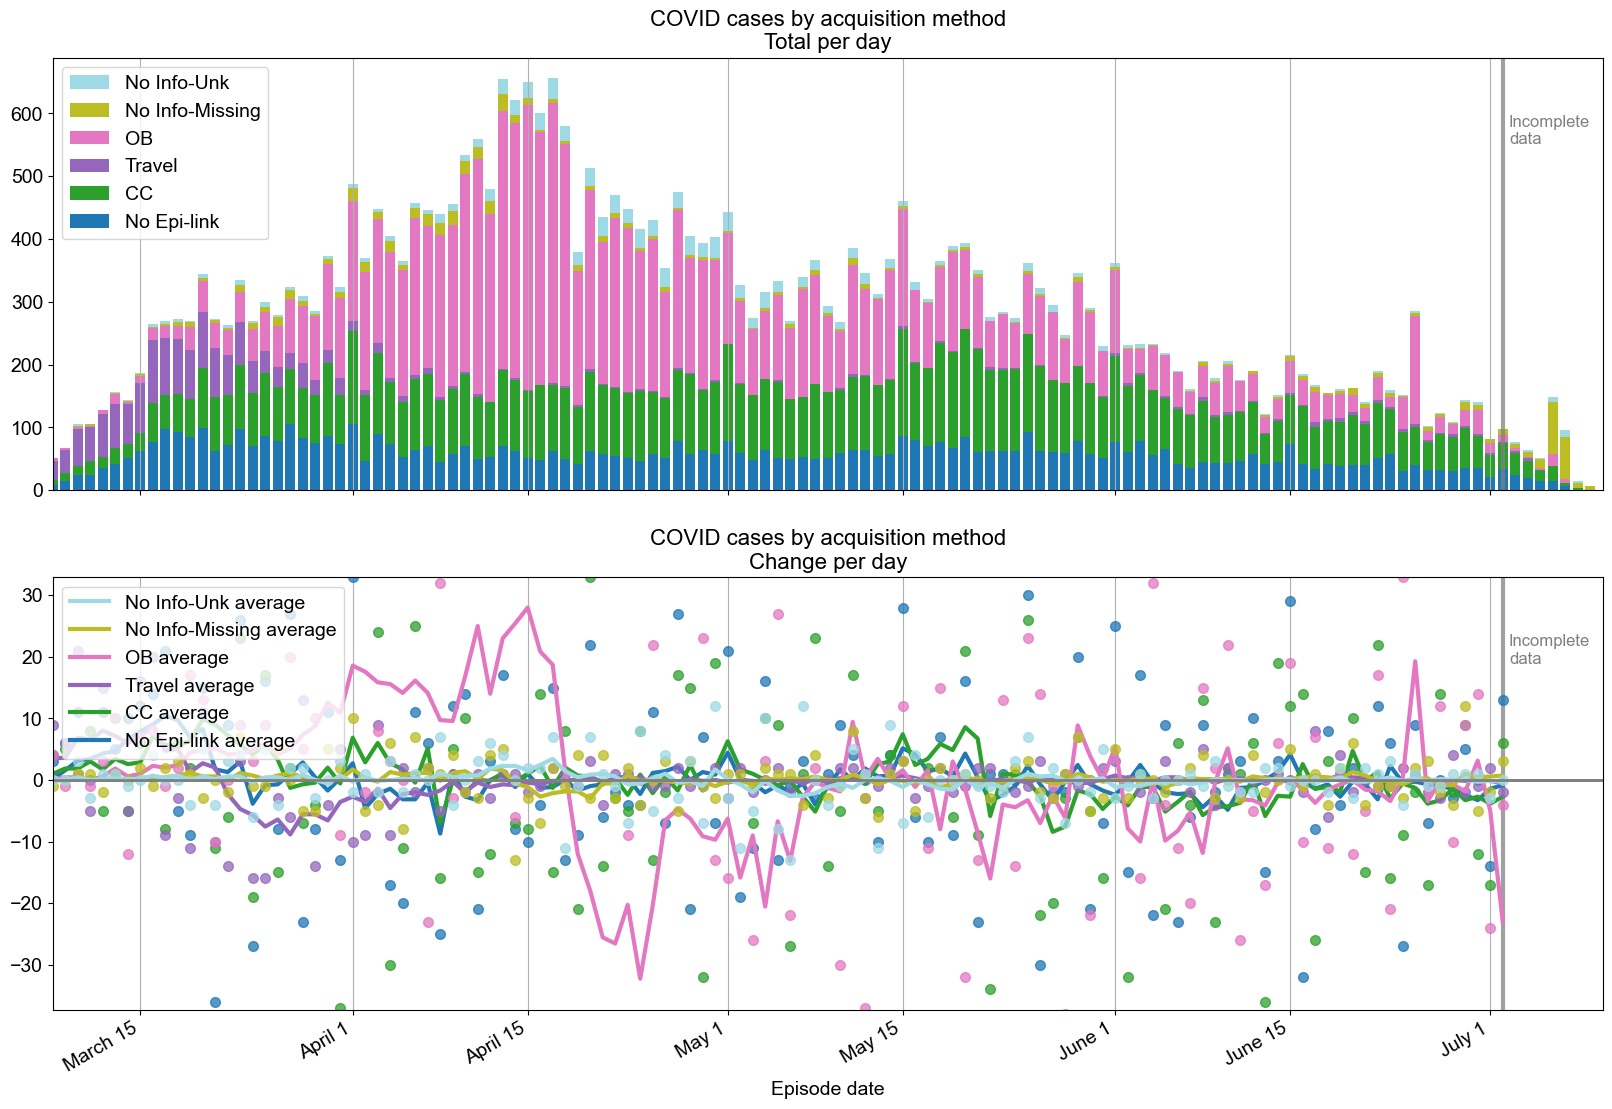 COVID cases by acquisition method
Total per day
No Info-Unk
No Info-Missing
OB
Travel
CC
No Epi-link
600
500
400
300
200
100
0
Incomplete
data
COVID cases by acquisition method
Change per day
No Info-Unk average
No Info-Missing average
OB average
Travel average
CC average
No Epi-link average
30
20
10
0
−10
−20
−30
Incomplete
data
March 15
April 1
April 15
May 1
May 15
June 1
June 15
July 1
Episode date